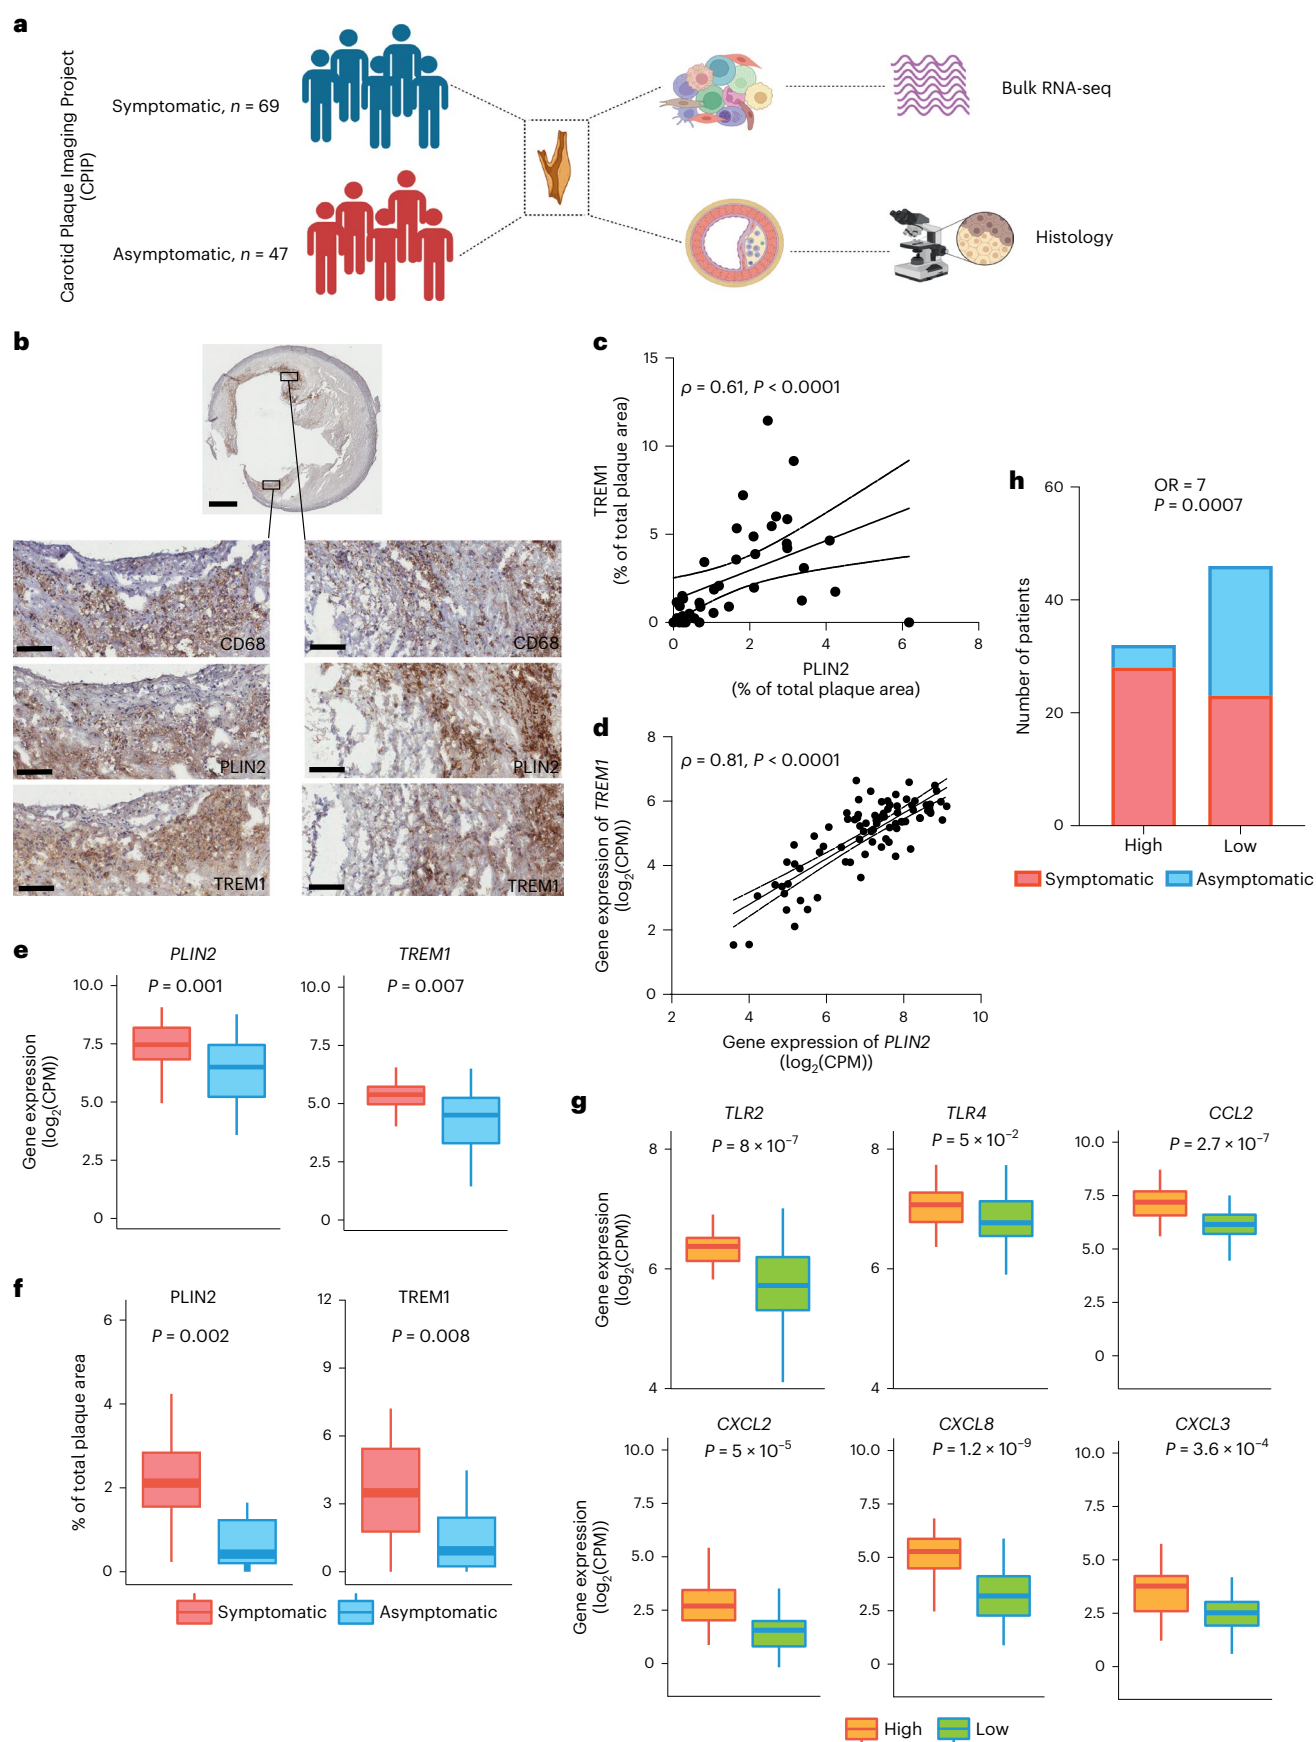 a
Carotid Plaque Imaging Project
(CPIP)
Symptomatic, n = 69
Asymptomatic, n = 47
Bulk RNA-seq
Histology
b
CD68
CD68
PLIN2
PLIN2
TREM1
TREM1
c
ρ = 0.61, P < 0.0001
TREM1
(% of total plaque area)
15
10
5
0
0 2 4 6 8
PLIN2
(% of total plaque area)
d
ρ = 0.81, P < 0.0001
Gene expression of TREM1
(log2(CPM))
8
6
4
2
0
2 4 6 8 10
Gene expression of PLIN2
(log2(CPM))
h
OR = 7
P = 0.0007
Number of patients
60
40
20
0
High Low
Symptomatic Asymptomatic
e
PLIN2
P = 0.001
Gene expression
(log2(CPM))
10.0
7.5
5.0
2.5
0
TREM1
P = 0.007
10.0
7.5
5.0
2.5
0
f
PLIN2
P = 0.002
% of total plaque area
6
4
2
0
TREM1
P = 0.008
12
9
6
3
0
Symptomatic Asymptomatic
g
TLR2
P = 8 × 10−7
Gene expression
(log2(CPM))
8
6
4
TLR4
P = 5 × 10−2
8
6
4
CCL2
P = 2.7 × 10−7
10.0
7.5
5.0
2.5
0
CXCL2
P = 5 × 10−5
Gene expression
(log2(CPM))
10.0
7.5
5.0
2.5
0
CXCL8
P = 1.2 × 10−9
10.0
7.5
5.0
2.5
0
CXCL3
P = 3.6 × 10−4
10.0
7.5
5.0
2.5
0
High Low